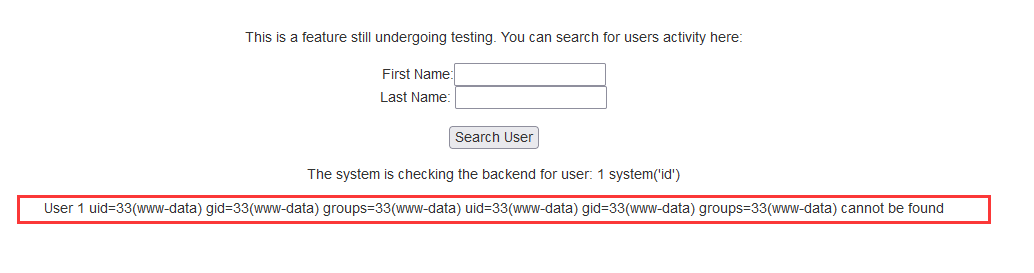 This is a feature still undergoing testing. You can search for users activity here:
First Name:
Last Name:
Search User
The system is checking the backend for user: 1 system('id')
User 1 uid=33(www-data) gid=33(www-data) groups=33(www-data) uid=33(www-data) gid=33(www-data) groups=33(www-data) cannot be found